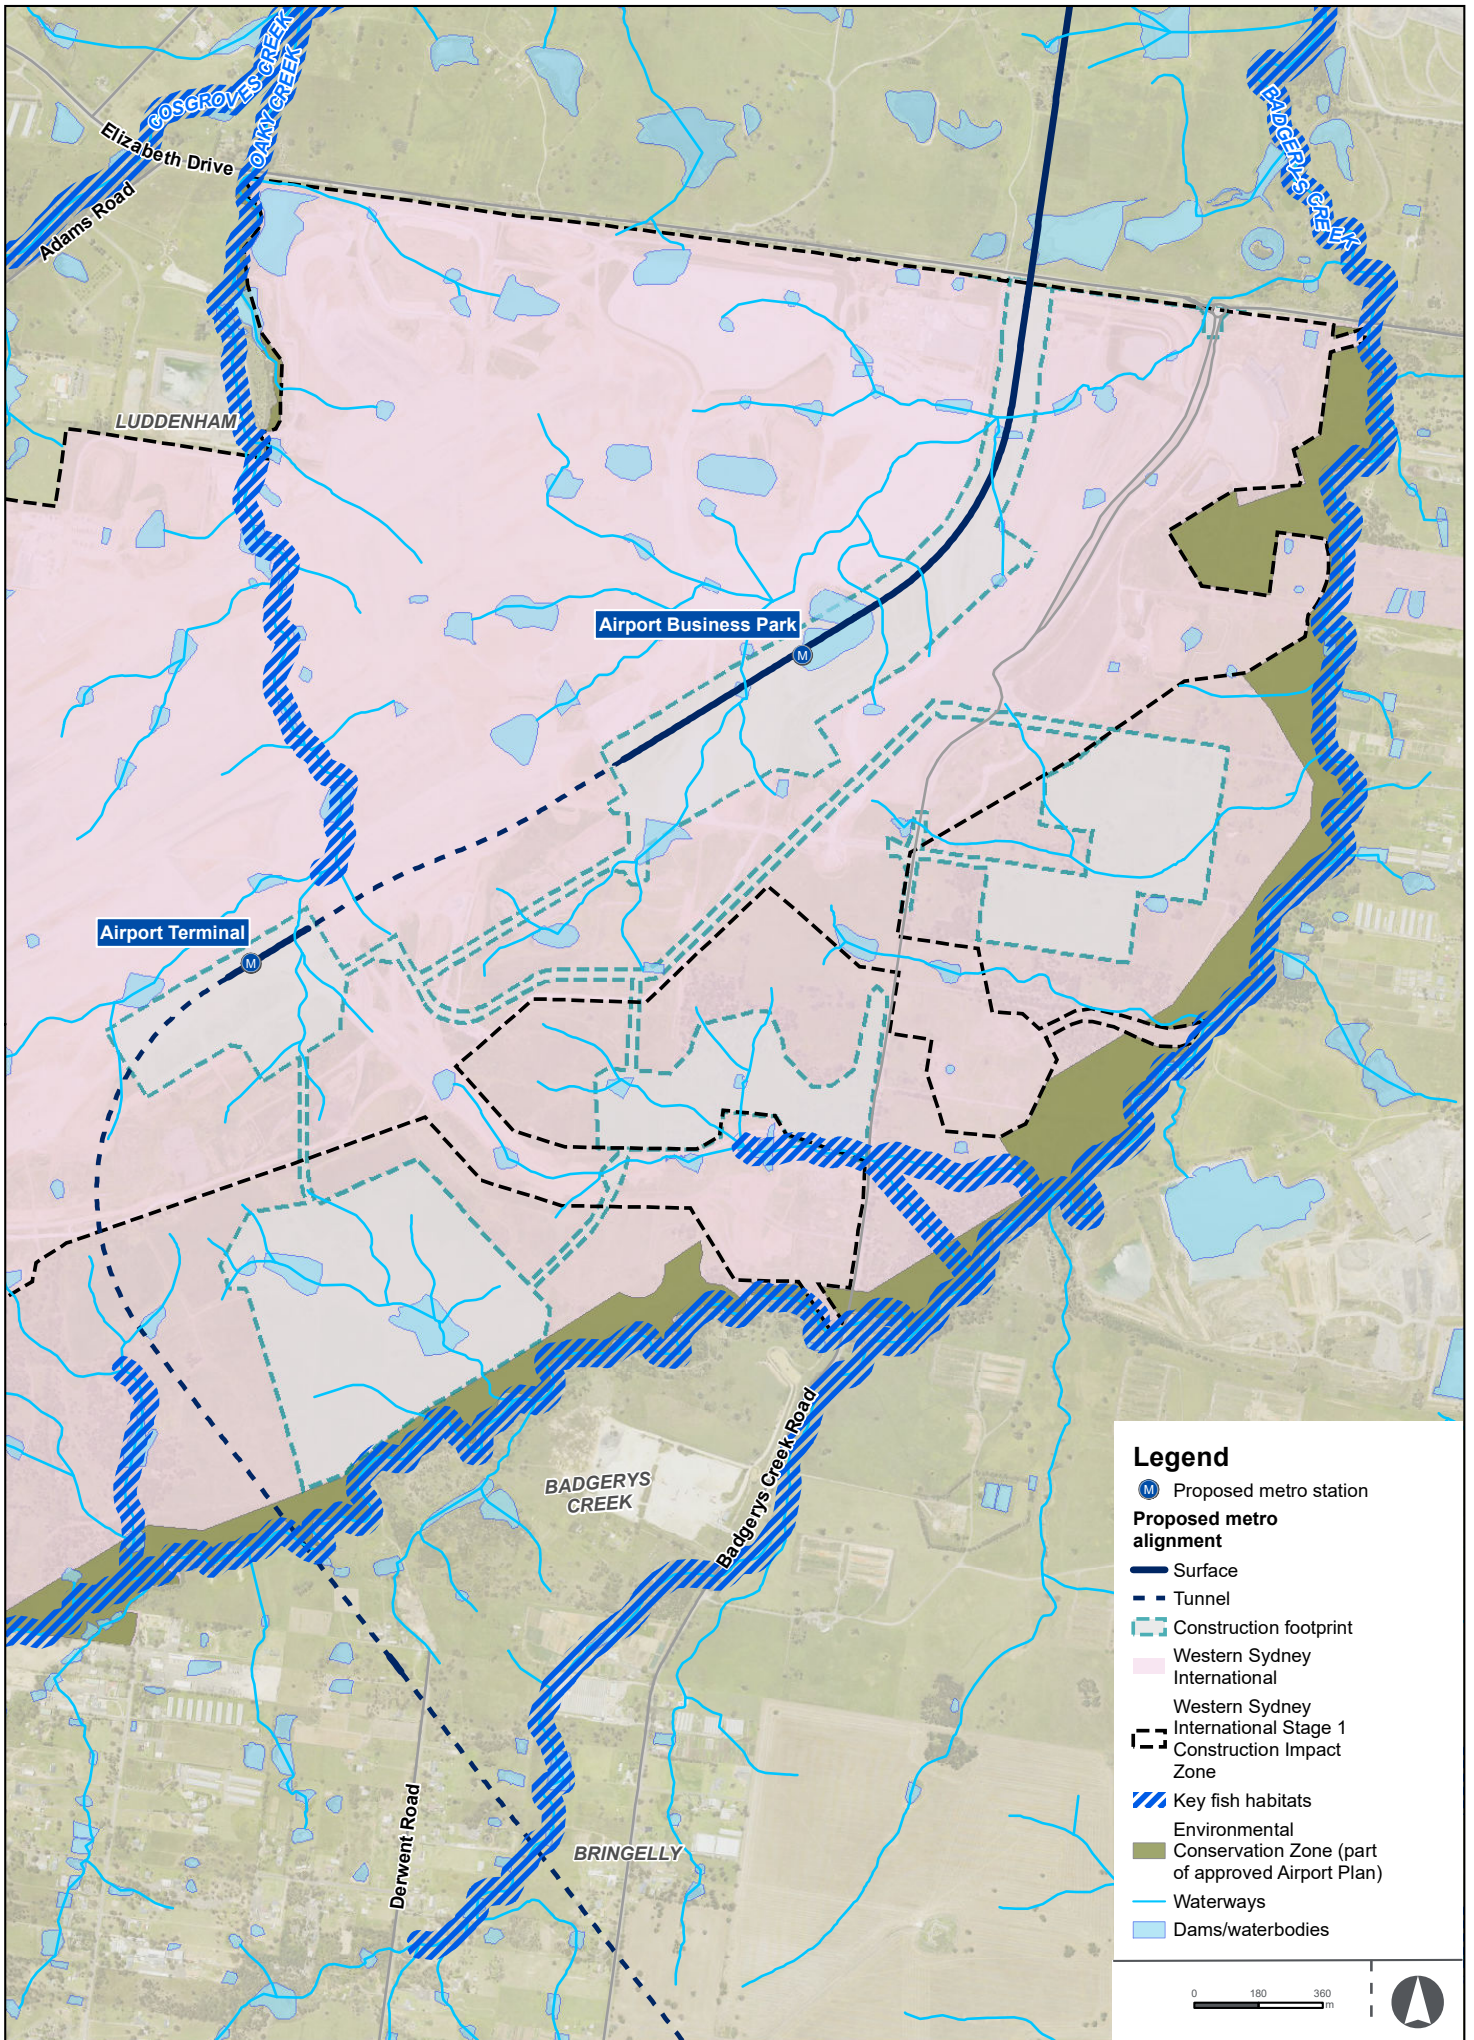 COSGROVES CREEK
OAKY CREEK
BADGERYS CREEK
Elizabeth Drive
Adams Road
LUDDENHAM
Airport Business Park
M
Airport Terminal
M
BADGERYS
CREEK
Badgerys Creek Road
Derwent Road
BRINGELLY
Legend
M Proposed metro station
Proposed metro
alignment
Surface
Tunnel
Construction footprint
Western Sydney
International
Western Sydney
International Stage 1
Construction Impact
Zone
Key fish habitats
Environmental
Conservation Zone (part
of approved Airport Plan)
Waterways
Dams/waterbodies
0 180 360
m